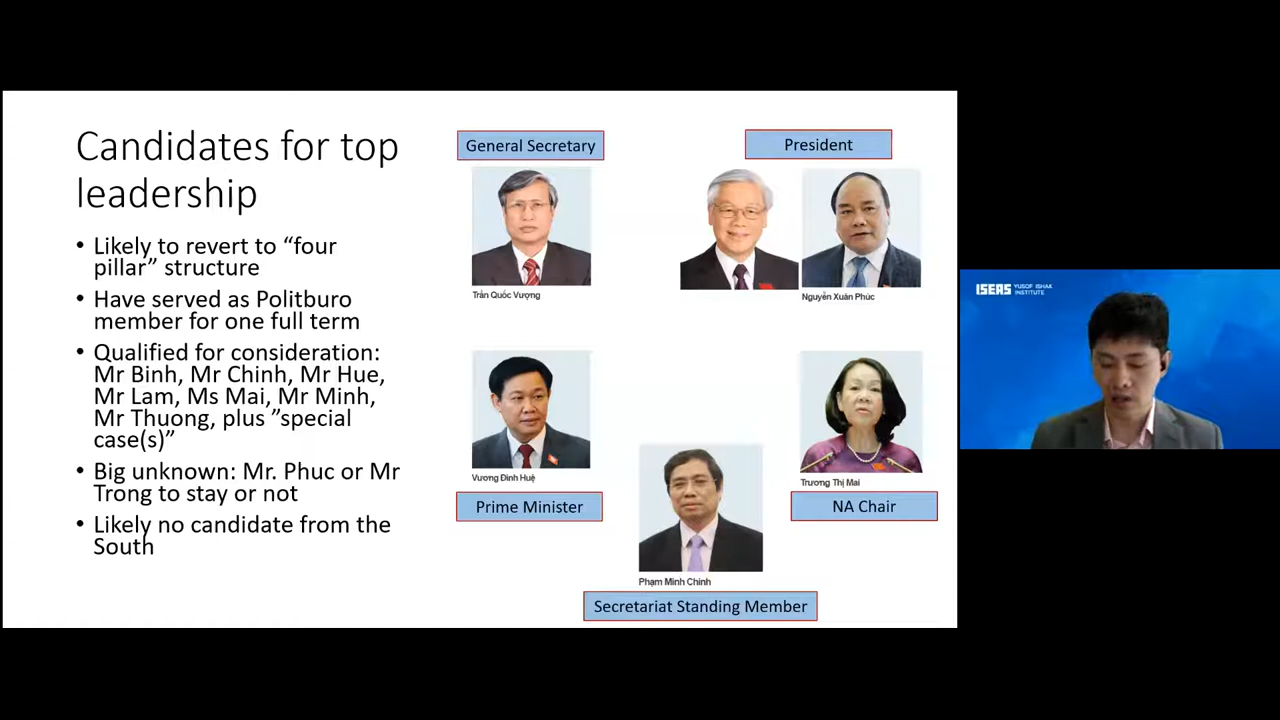 Candidates for top
leadership
• Likely to revert to “four
pillar” structure
• Have served as Politburo
member for one full term
• Qualified for consideration:
Mr Binh, Mr Chinh, Mr Hue,
Mr Lam, Ms Mai, Mr Minh,
Mr Thuong, plus ”special
case(s)”
• Big unknown: Mr. Phuc or Mr
Trong to stay or not
• Likely no candidate from the
South
General Secretary
Trần Quốc Vượng
President
Nguyễn Xuân Phúc
Vương Đình Huệ
Prime Minister
Trương Thị Mai
NA Chair
Phạm Minh Chính
Secretariat Standing Member
ISEAS YUSOF ISHAK
INSTITUTE